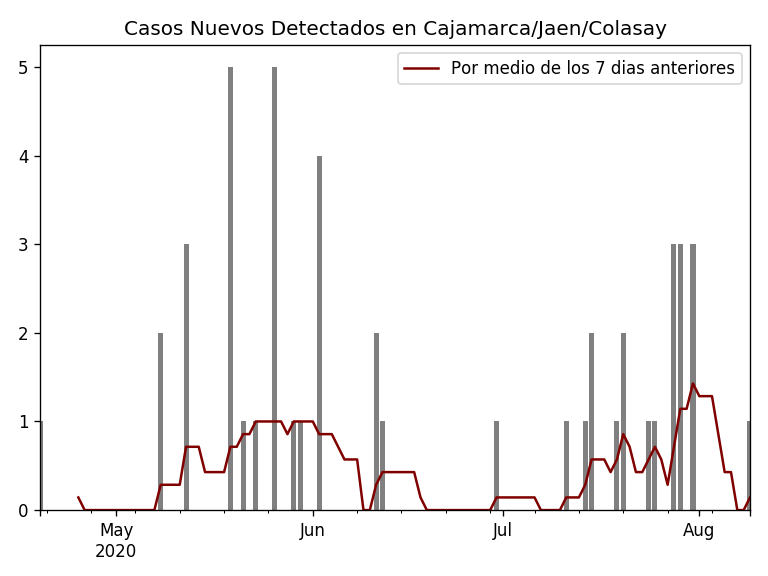 Casos Nuevos Detectados en Cajamarca/Jaen/Colasay
Por medio de los 7 dias anteriores
5
4
3
2
1
0
May Jun Jul Aug
2020